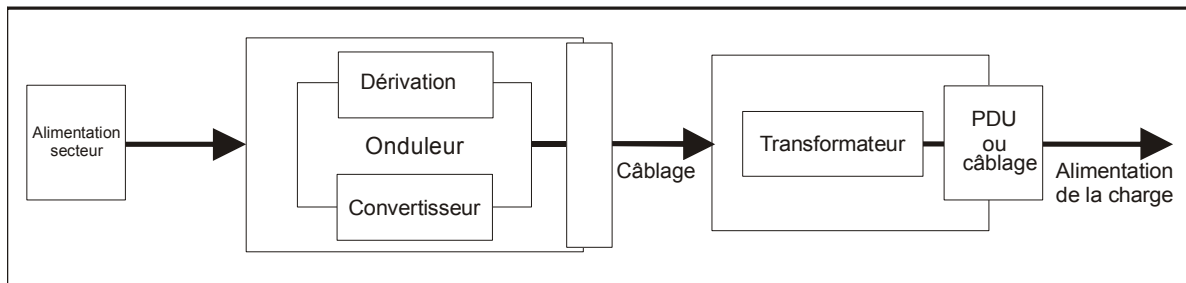 Alimentation
secteur
Dérivation
Onduleur
Convertisseur
Câblage
Transformateur
PDU
ou
câblage
Alimentation
de la charge